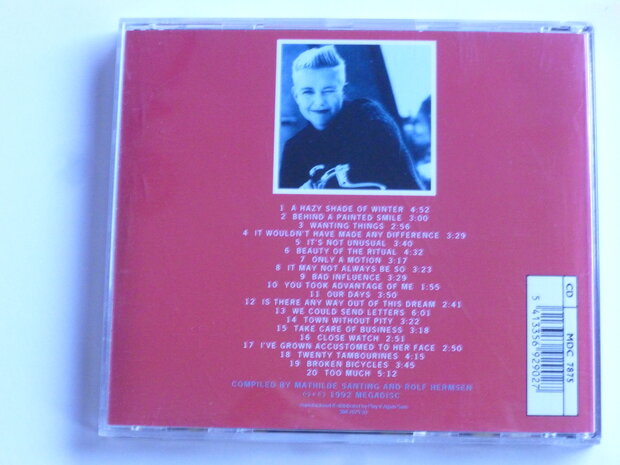 1 A HAZY SHADE OF WINTER 4:52
2 BEHIND A PAINTED SMILE 3:00
3 WANTING THINGS 2:56
4 IT WOULDN'T HAVE MADE ANY DIFFERENCE 3:29
5 IT'S NOT UNUSUAL 3:40
6 BEAUTY OF THE RITUAL 4:32
7 ONLY A MOTION 3:17
8 IT MAY NOT ALWAYS BE SO 3:23
9 BAD INFLUENCE 3:29
10 YOU TOOK ADVANTAGE OF ME 1:55
11 OUR DAYS 3:50
12 IS THERE ANY WAY OUT OF THIS DREAM 2:41
13 WE COULD SEND LETTERS 6:01
14 TOWN WITHOUT PITY 3:22
15 TAKE CARE OF BUSINESS 3:18
16 CLOSE WATCH 2:51
17 I'VE GROWN ACCUSTOMED TO HER FACE 2:50
18 TWENTY TAMBOURINES 4:15
19 BROKEN BICYCLES 3:45
20 TOO MUCH 5:12
COMPILED BY MATHILDE SANTING AND ROLF HERMSEN
1992 MEGADISC
CD MDC 7875
5 413356 929027